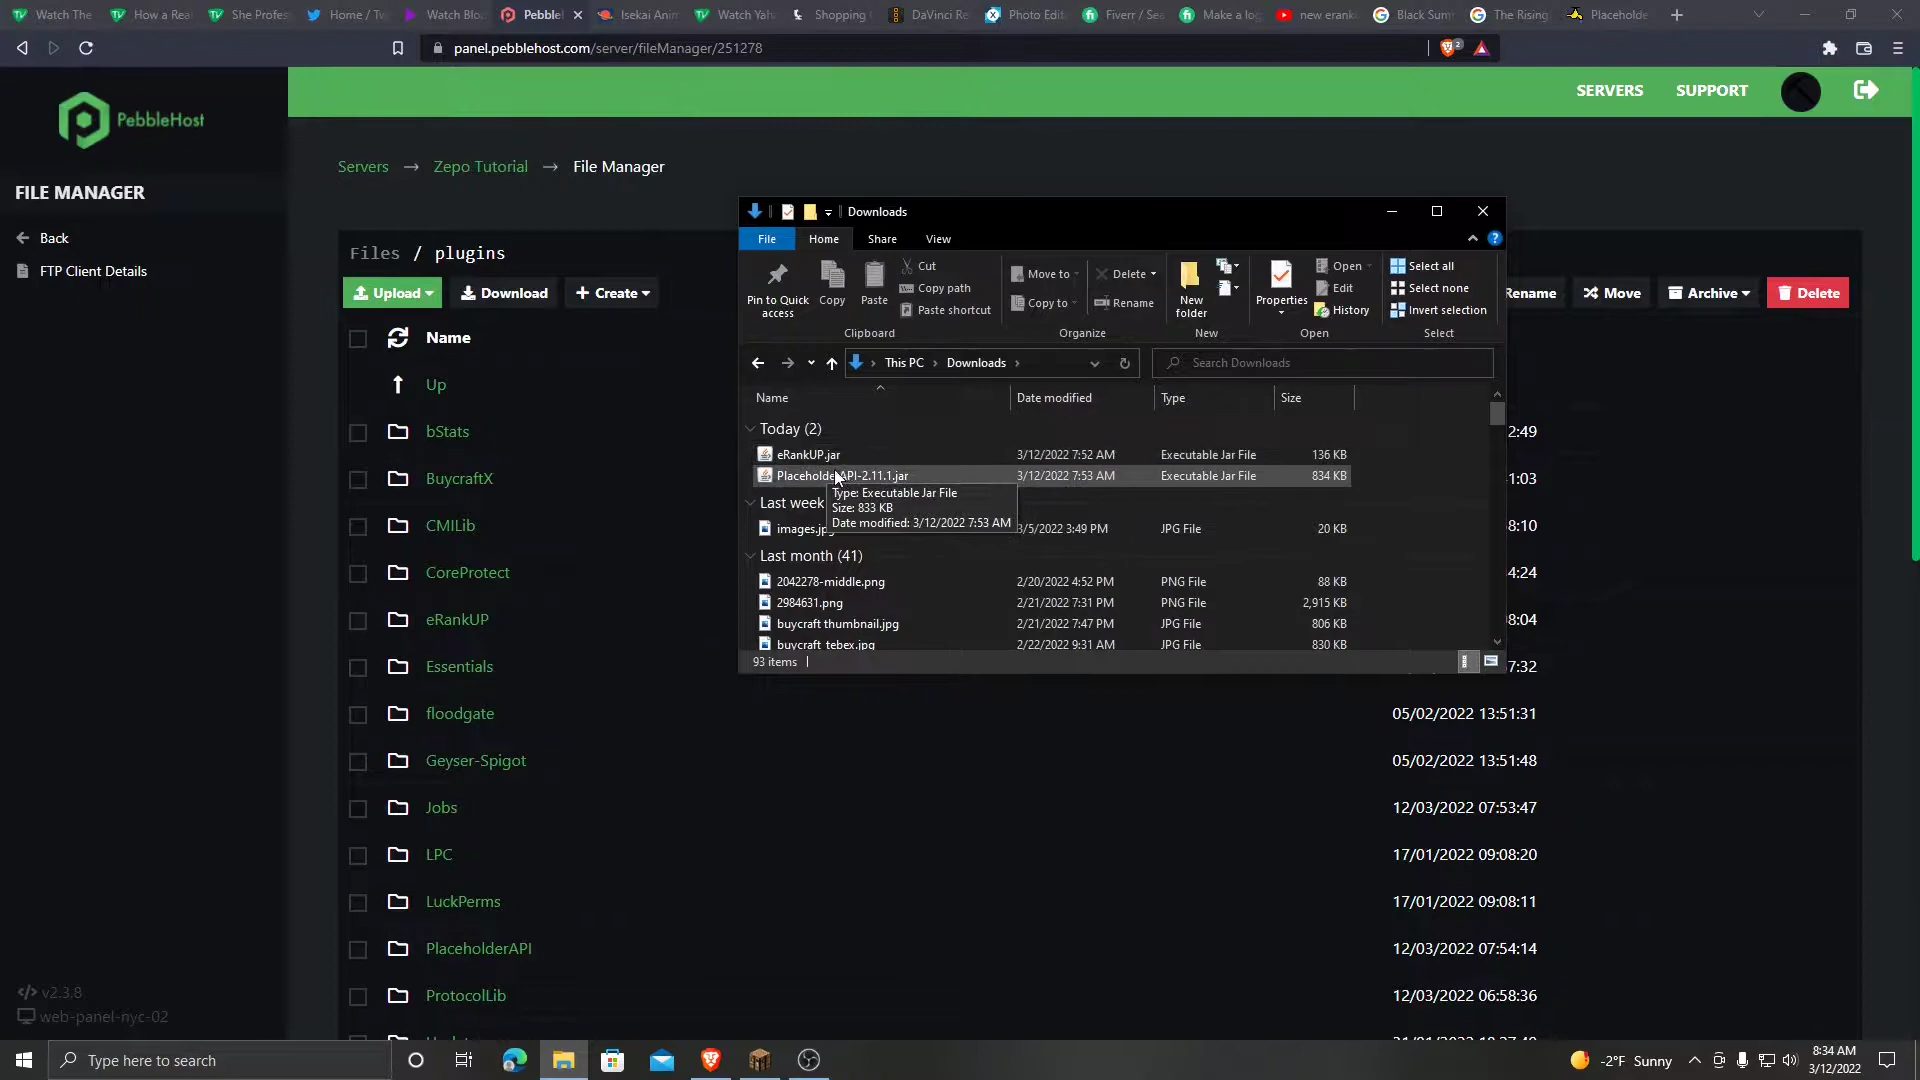 Watch The
How a Rea
She Profes
Home / Tw
Watch Blo
Pebble
Isekai Anim
Watch Yah
Shopping
DaVinci Re
Photo Edit
Fiverr / Sea
Make a log
new erank
Black Sum
The Rising
Placeholde
panel.pebblehost.com/server/fileManager/251278
2
PebbleHost
SERVERS SUPPORT
Servers → Zepo Tutorial → File Manager
FILE MANAGER
Back
FTP Client Details
Files / plugins
Upload Download + Create
Rename Move Archive Delete
Name
Up
bStats
BuycraftX
CMILib
CoreProtect
eRankUP
Essentials
floodgate
Geyser-Spigot
Jobs
LPC
LuckPerms
PlaceholderAPI
ProtocolLib
2:49
1:03
8:10
4:24
8:04
7:32
05/02/2022 13:51:31
05/02/2022 13:51:48
12/03/2022 07:53:47
17/01/2022 09:08:20
17/01/2022 09:08:11
12/03/2022 07:54:14
12/03/2022 06:58:36
Downloads
File Home Share View
Pin to Quick access
Copy
Paste
Cut
Copy path
Paste shortcut
Clipboard
Move to
Copy to
Delete
Rename
Organize
New folder
New
Properties
Open
Edit
History
Open
Select all
Select none
Invert selection
Select
This PC Downloads
Search Downloads
Name Date modified Type Size
Today (2)
eRankUP.jar 3/12/2022 7:52 AM Executable Jar File 136 KB
PlaceholderAPI-2.11.1.jar 3/12/2022 7:53 AM Executable Jar File 834 KB
Type: Executable Jar File
Size: 833 KB
Date modified: 3/12/2022 7:53 AM
Last week
images.jpg 3/5/2022 3:49 PM JPG File 20 KB
Last month (41)
2042278-middle.png 2/20/2022 4:52 PM PNG File 88 KB
2984631.png 2/21/2022 7:31 PM PNG File 2,915 KB
buycraft thumbnail.jpg 2/21/2022 7:47 PM JPG File 806 KB
buycraft tebex.jpg 2/22/2022 9:31 AM JPG File 830 KB
93 items
v2.3.8
web-panel-nyc-02
Type here to search
-2°F Sunny
8:34 AM
3/12/2022